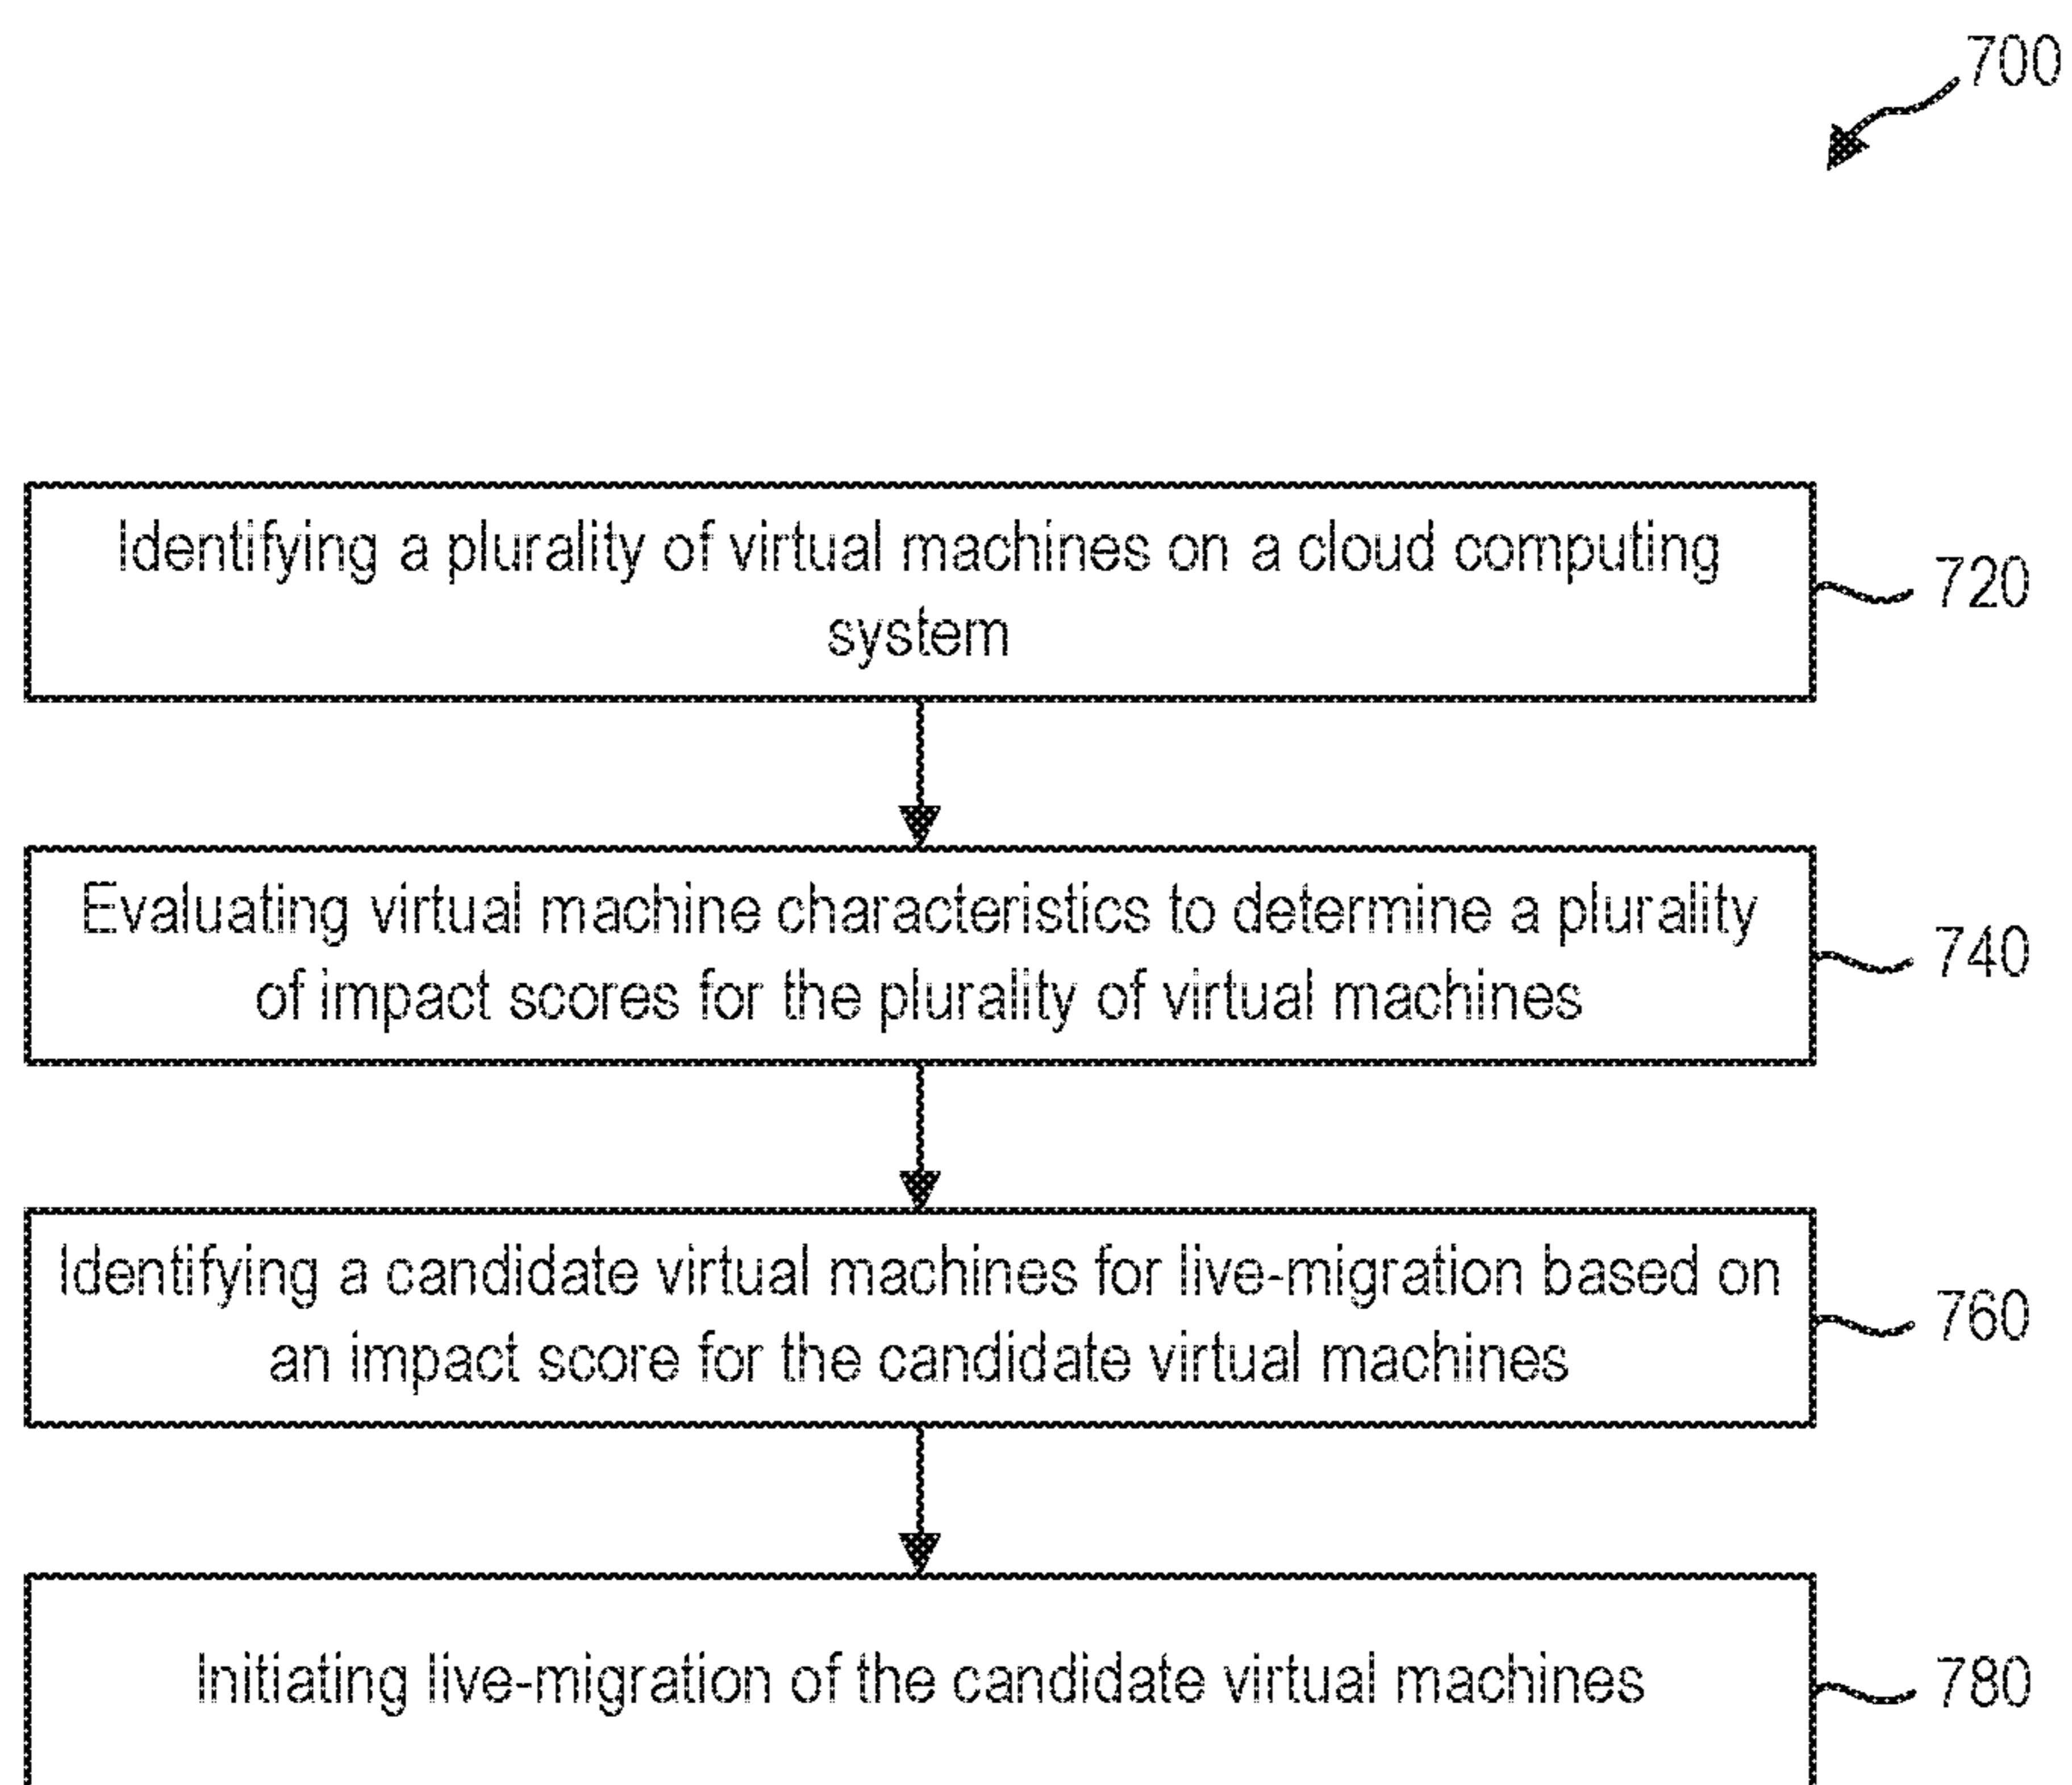 700
Identifying a plurality of virtual machines on a cloud computing
system
720
Evaluating virtual machine characteristics to determine a plurality
of impact scores for the plurality of virtual machines
740
Identifying a candidate virtual machines for live-migration based on
an impact score for the candidate virtual machines
760
Initiating live-migration of the candidate virtual machines
780